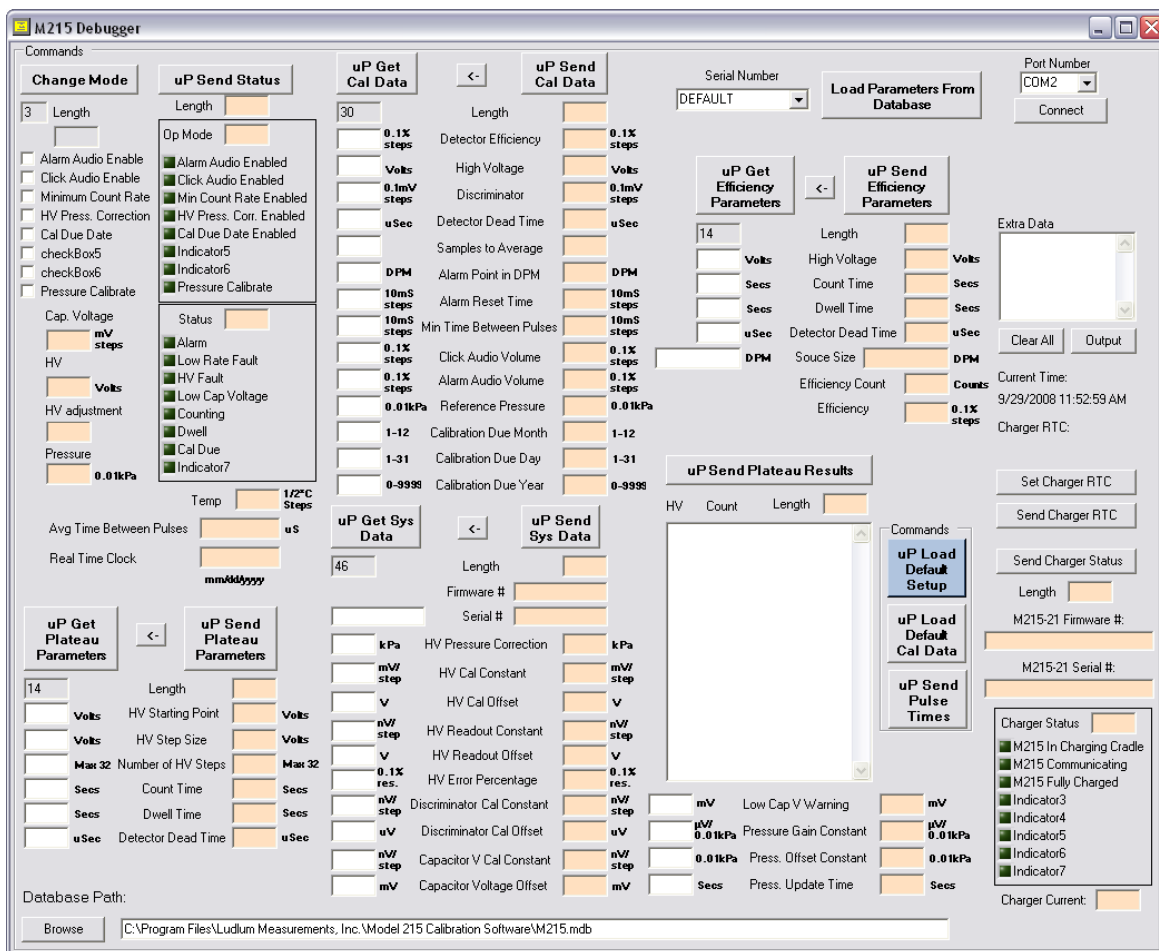 M215 Debugger
Commands
Change Mode
3 Length
Alarm Audio Enable
Click Audio Enable
Minimum Count Rate
HV Press. Correction
Cal Due Date
checkBox5
checkBox6
Pressure Calibrate
Cap. Voltage
mV steps
HV
Volts
HV adjustment
Pressure
0.01kPa
uP Send Status
Length
Op Mode
Alarm Audio Enabled
Click Audio Enabled
Min Count Rate Enabled
HV Press. Corr. Enabled
Cal Due Date Enabled
Indicator5
Indicator6
Pressure Calibrate
Status
Alarm
Low Rate Fault
HV Fault
Low Cap Voltage
Counting
Dwell
Cal Due
Indicator7
Temp 1/2°C Steps
Avg Time Between Pulses uS
Real Time Clock
mm/dd/yyyy
uP Get Plateau Parameters
<-
uP Send Plateau Parameters
14 Length
Volts HV Starting Point Volts
Volts HV Step Size Volts
Max 32 Number of HV Steps Max 32
Secs Count Time Secs
Secs Dwell Time Secs
uSec Detector Dead Time uSec
uP Get Cal Data
<-
uP Send Cal Data
30 Length
0.1% steps Detector Efficiency 0.1% steps
Volts High Voltage Volts
0.1mV steps Discriminator 0.1mV steps
uSec Detector Dead Time uSec
Samples to Average
DPM Alarm Point in DPM DPM
10mS steps Alarm Reset Time 10mS steps
10mS steps Min Time Between Pulses 10mS steps
0.1% steps Click Audio Volume 0.1% steps
0.1% steps Alarm Audio Volume 0.1% steps
0.01kPa Reference Pressure 0.01kPa
1-12 Calibration Due Month 1-12
1-31 Calibration Due Day 1-31
0-9999 Calibration Due Year 0-9999
uP Get Sys Data
<-
uP Send Sys Data
46 Length
Firmware #
Serial #
kPa HV Pressure Correction kPa
mV/ step HV Cal Constant mV/ step
V HV Cal Offset V
nV/ step HV Readout Constant nV/ step
V HV Readout Offset V
0.1% res. HV Error Percentage 0.1% res.
nV/ step Discriminator Cal Constant nV/ step
uV Discriminator Cal Offset uV
nV/ step Capacitor V Cal Constant nV/ step
mV Capacitor Voltage Offset mV
Serial Number
DEFAULT
Load Parameters From Database
Port Number
COM2
Connect
uP Get Efficiency Parameters
<-
uP Send Efficiency Parameters
14 Length
Volts High Voltage Volts
Secs Count Time Secs
Secs Dwell Time Secs
uSec Detector Dead Time uSec
DPM Souce Size DPM
Efficiency Count Counts
Efficiency 0.1% steps
Extra Data
Clear All
Output
Current Time:
9/29/2008 11:52:59 AM
Charger RTC:
uP Send Plateau Results
HV Count Length
Commands
uP Load Default Setup
uP Load Default Cal Data
uP Send Pulse Times
mV Low Cap V Warning mV
µV/ 0.01kPa Pressure Gain Constant µV/ 0.01kPa
0.01kPa Press. Offset Constant 0.01kPa
Secs Press. Update Time Secs
Set Charger RTC
Send Charger RTC
Send Charger Status
Length
M215-21 Firmware #:
M215-21 Serial #:
Charger Status
M215 In Charging Cradle
M215 Communicating
M215 Fully Charged
Indicator3
Indicator4
Indicator5
Indicator6
Indicator7
Charger Current:
Database Path:
Browse
C:\Program Files\Ludlum Measurements, Inc.\Model 215 Calibration Software\M215.mdb